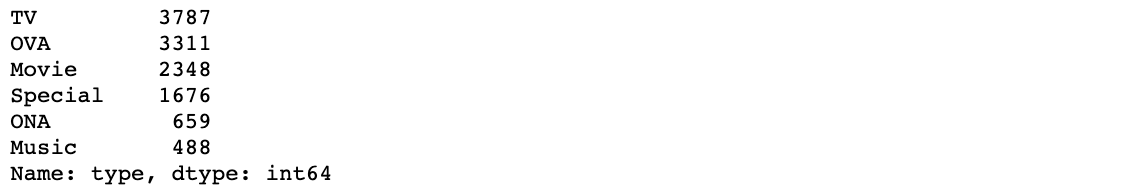 TV 3787
OVA 3311
Movie 2348
Special 1676
ONA 659
Music 488
Name: type, dtype: int64